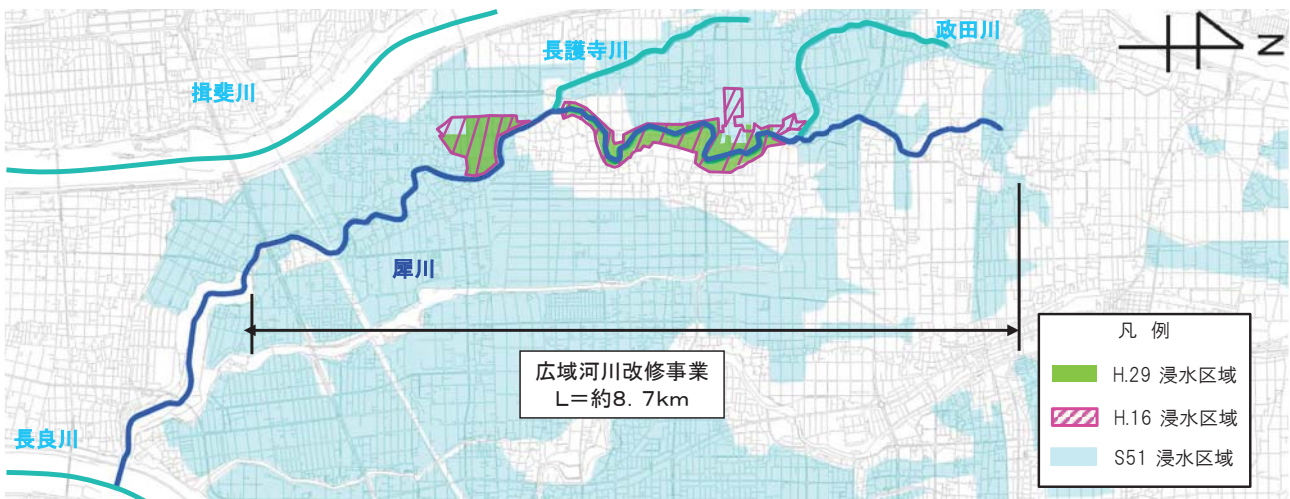 長護寺川
政田川
揖斐川
N
犀川
広域河川改修事業
L=約8.7km
長良川
凡 例
H.29 浸水区域
H.16 浸水区域
S51 浸水区域